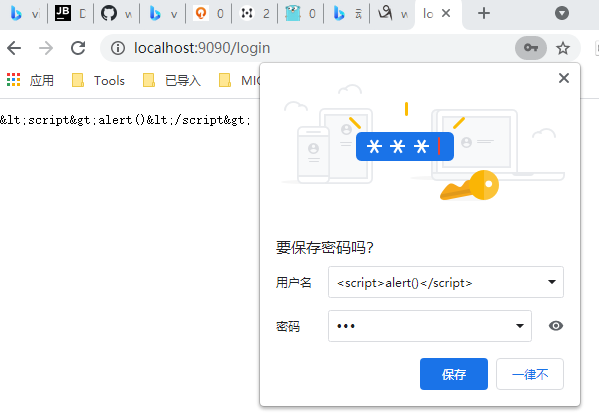 v
D
w
v
0
2
0
讠
w
lo
localhost:9090/login
应用
Tools
已导入
&lt;script&gt;alert()&lt;/script&gt;
***
要保存密码吗?
用户名
<script>alert()</script>
密码
•••
保存
一律不